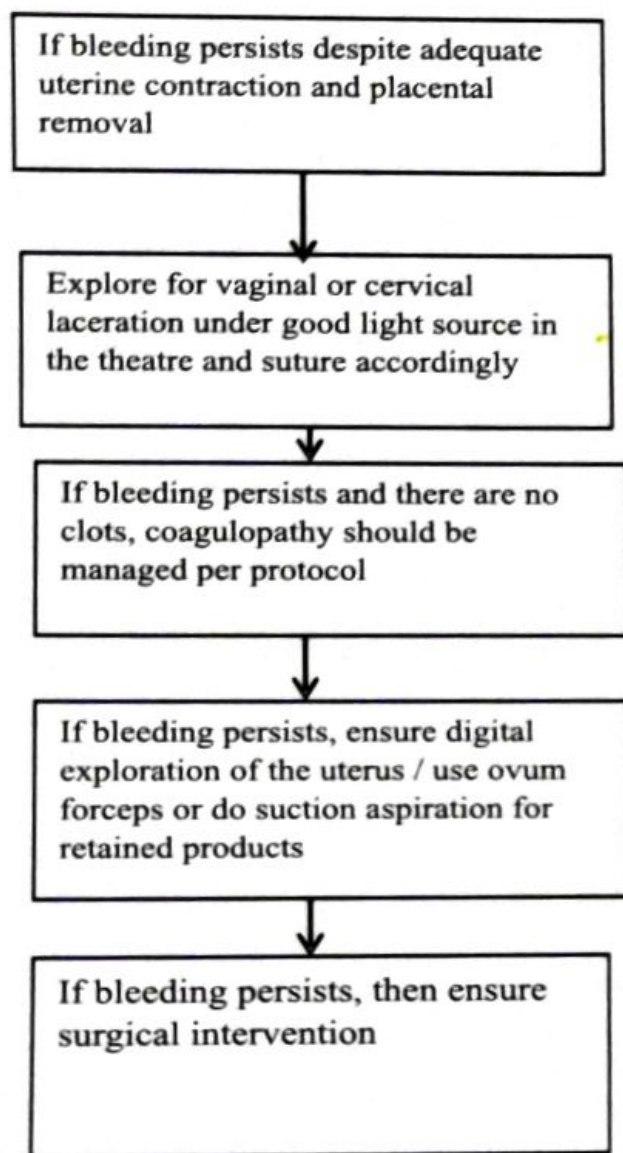 If bleeding persists despite adequate
uterine contraction and placental
removal
Explore for vaginal or cervical
laceration under good light source in
the theatre and suture accordingly
If bleeding persists and there are no
clots, coagulopathy should be
managed per protocol
If bleeding persists, ensure digital
exploration of the uterus / use ovum
forceps or do suction aspiration for
retained products
If bleeding persists, then ensure
surgical intervention